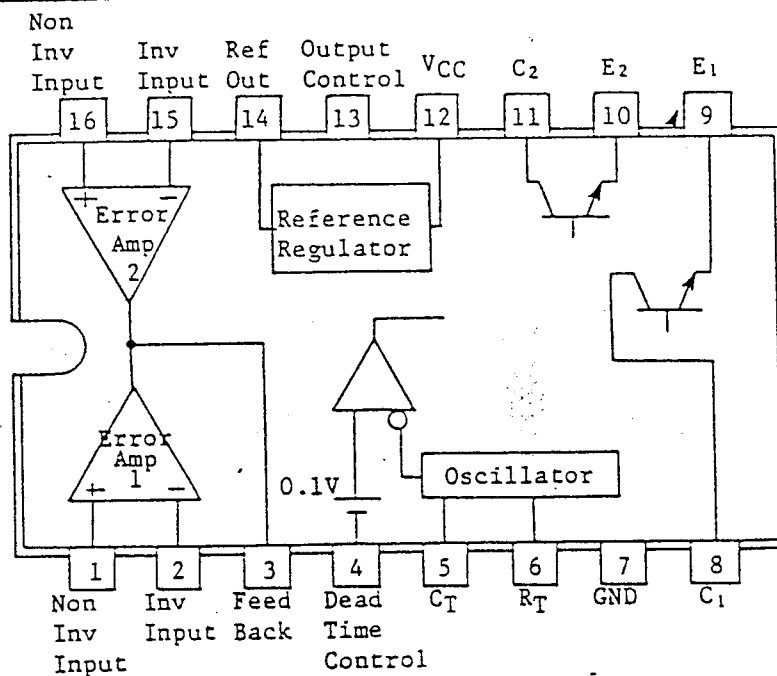 Non
Inv
Input
Inv
Input
Ref
Out
Output
Control
VCC
C2
E2
E1
16
15
14
13
12
11
10
9
+
−
Error
Amp
2
Reference
Regulator
Error
Amp
1
+
−
0.1V
Oscillator
1
2
3
4
5
6
7
8
Non
Inv
Input
Inv
Input
Feed
Back
Dead
Time
Control
CT
RT
GND
C1